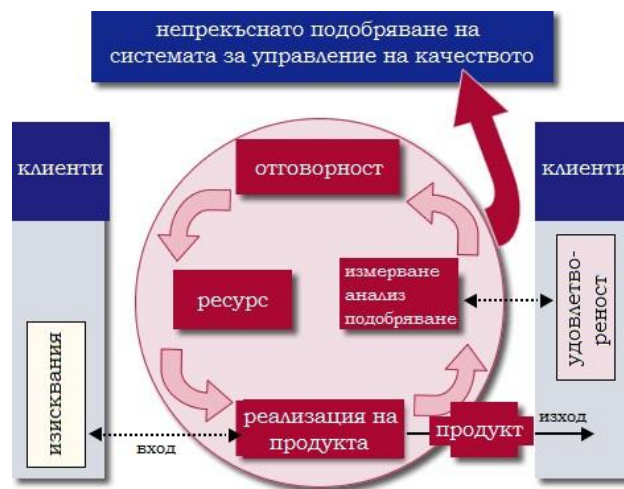 непрекъснато подобряване на
системата за управление на качеството
клиенти
клиенти
отговорност
ресурс
измерване
анализ
подобряване
удовлетво-
реност
изисквания
реализация на
продукта
продукт
изход
вход